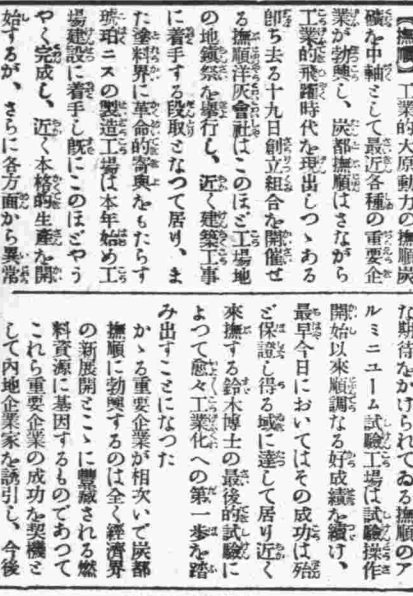 【撫順】工業的大原動力の撫順炭
礦を中軸として最近各種の重要企
業が勃興し、炭都撫順はさながら
工業的飛躍時代を現出しつゝある
卽ち去る十九日創立組合を開催せ
る撫順洋灰會社はこのほど工場地
の地鎭祭を擧行し、近く建築工事
に着手する段取となつて居り、ま
た塗料界に革命的寄與をもたらす
琥珀ニスの製造工場は本年始め工
場建設に着手し既にこのほどやう
やく完成し、近く本格的生產を開
始するが、さらに各方面から異常
な期待をかけられてゐる撫順のア
ルミニユーム試驗工場は試驗操作
開始以來順調なる好成績を續け、
最早今日においてはその成功は殆
ど保證し得る域に達して居り近く
來撫する鈴木博士の最後的試驗に
よつて愈々工業化への第一步を踏
み出すことになつた
かゝる重要企業が相次いで炭都
撫順に勃興するのは全く經濟界
の新展開とこゝに豐藏される燃
料資源に基因するものであつて
これら重要企業の成功を契機と
して內地企業家を誘引し、今後